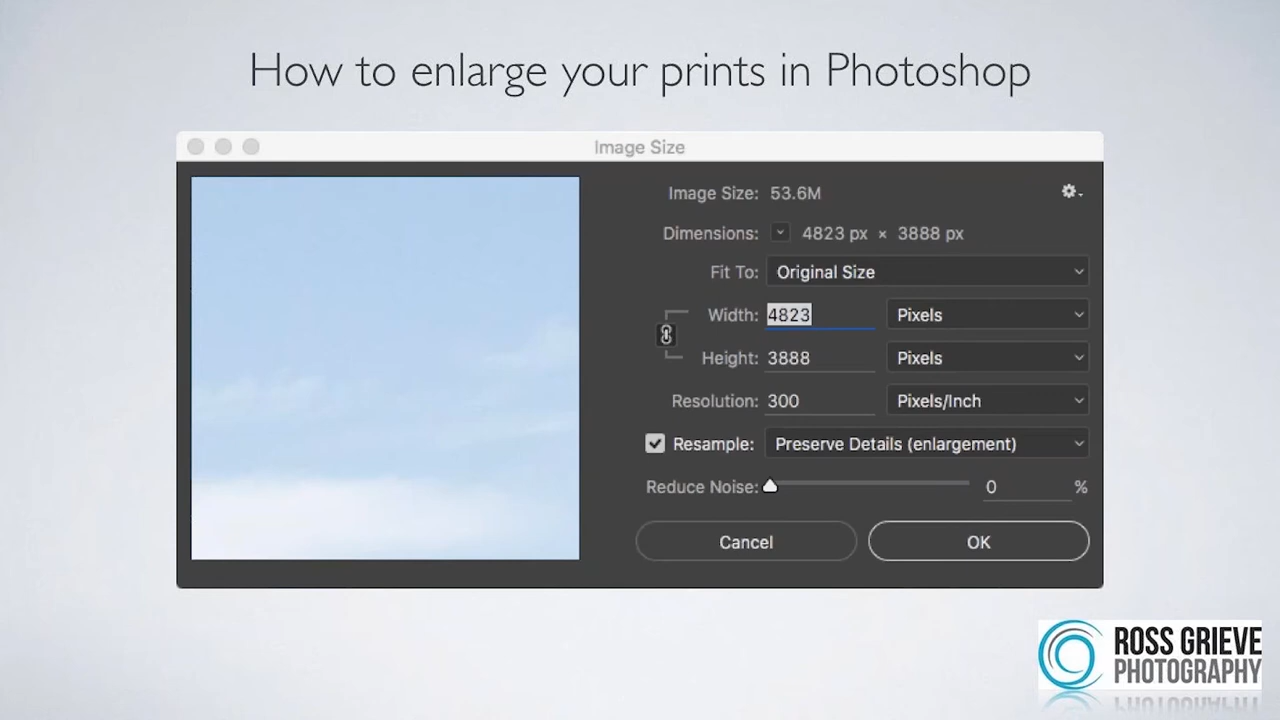 How to enlarge your prints in Photoshop
Image Size
Image Size: 53.6M
Dimensions: 4823 px × 3888 px
Fit To: Original Size
Width: 4823 Pixels
Height: 3888 Pixels
Resolution: 300 Pixels/Inch
Resample: Preserve Details (enlargement)
Reduce Noise: 0 %
Cancel OK
ROSS GRIEVE
PHOTOGRAPHY